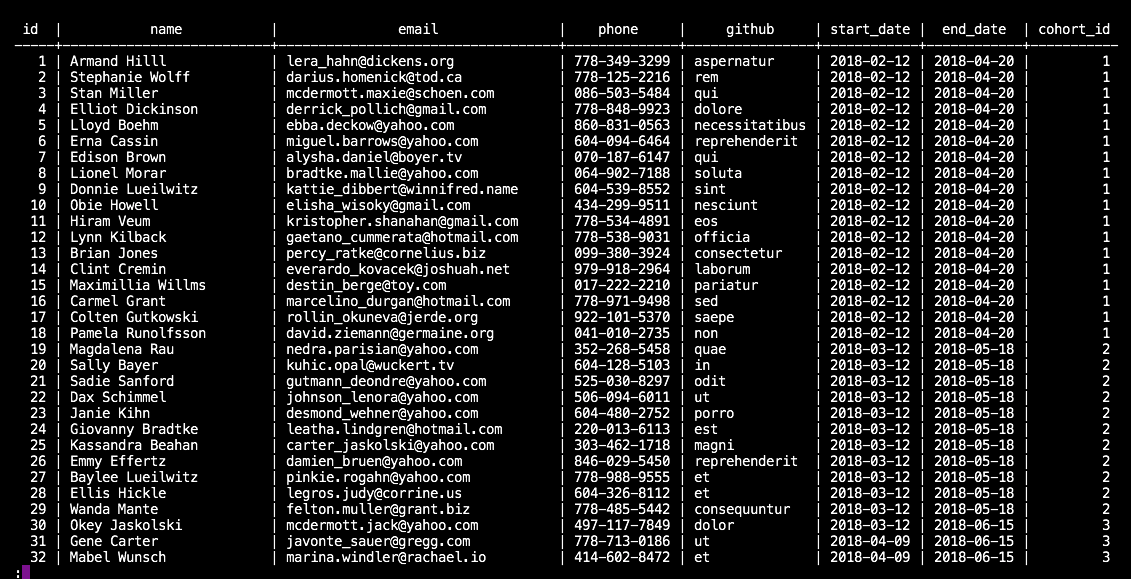 id | name | email | phone | github | start_date | end_date | cohort_id
1 | Armand Hilll | lera_hahn@dickens.org | 778-349-3299 | aspernatur | 2018-02-12 | 2018-04-20 | 1
2 | Stephanie Wolff | darius.homenick@tod.ca | 778-125-2216 | rem | 2018-02-12 | 2018-04-20 | 1
3 | Stan Miller | mcdermott.maxie@schoen.com | 086-503-5484 | qui | 2018-02-12 | 2018-04-20 | 1
4 | Elliot Dickinson | derrick_pollich@gmail.com | 778-848-9923 | dolore | 2018-02-12 | 2018-04-20 | 1
5 | Lloyd Boehm | ebba.deckow@yahoo.com | 860-831-0563 | necessitatibus | 2018-02-12 | 2018-04-20 | 1
6 | Erna Cassin | miguel.barrows@yahoo.com | 604-094-6464 | reprehenderit | 2018-02-12 | 2018-04-20 | 1
7 | Edison Brown | alysha.daniel@boyer.tv | 070-187-6147 | qui | 2018-02-12 | 2018-04-20 | 1
8 | Lionel Morar | bradtke.mallie@yahoo.com | 064-902-7188 | soluta | 2018-02-12 | 2018-04-20 | 1
9 | Donnie Lueilwitz | kattie_dibbert@winnifred.name | 604-539-8552 | sint | 2018-02-12 | 2018-04-20 | 1
10 | Obie Howell | elisha_wisoky@gmail.com | 434-299-9511 | nesciunt | 2018-02-12 | 2018-04-20 | 1
11 | Hiram Veum | kristopher.shanahan@gmail.com | 778-534-4891 | eos | 2018-02-12 | 2018-04-20 | 1
12 | Lynn Kilback | gaetano_cummerata@hotmail.com | 778-538-9031 | officia | 2018-02-12 | 2018-04-20 | 1
13 | Brian Jones | percy_ratke@cornelius.biz | 099-380-3924 | consectetur | 2018-02-12 | 2018-04-20 | 1
14 | Clint Cremin | everardo_kovacek@joshuah.net | 979-918-2964 | laborum | 2018-02-12 | 2018-04-20 | 1
15 | Maximillia Willms | destin_berge@toy.com | 017-222-2210 | pariatur | 2018-02-12 | 2018-04-20 | 1
16 | Carmel Grant | marcelino_durgan@hotmail.com | 778-971-9498 | sed | 2018-02-12 | 2018-04-20 | 1
17 | Colten Gutkowski | rollin_okuneva@jerde.org | 922-101-5370 | saepe | 2018-02-12 | 2018-04-20 | 1
18 | Pamela Runolfsson | david.ziemann@germaine.org | 041-010-2735 | non | 2018-02-12 | 2018-04-20 | 1
19 | Magdalena Rau | nedra.parisian@yahoo.com | 352-268-5458 | quae | 2018-03-12 | 2018-05-18 | 2
20 | Sally Bayer | kuhic.opal@wuckert.tv | 604-128-5103 | in | 2018-03-12 | 2018-05-18 | 2
21 | Sadie Sanford | gutmann_deondre@yahoo.com | 525-030-8297 | odit | 2018-03-12 | 2018-05-18 | 2
22 | Dax Schimmel | johnson_lenora@yahoo.com | 506-094-6011 | ut | 2018-03-12 | 2018-05-18 | 2
23 | Janie Kihn | desmond_wehner@yahoo.com | 604-480-2752 | porro | 2018-03-12 | 2018-05-18 | 2
24 | Giovanny Bradtke | leatha.lindgren@hotmail.com | 220-013-6113 | est | 2018-03-12 | 2018-05-18 | 2
25 | Kassandra Beahan | carter_jaskolski@yahoo.com | 303-462-1718 | magni | 2018-03-12 | 2018-05-18 | 2
26 | Emmy Effertz | damien_bruen@yahoo.com | 846-029-5450 | reprehenderit | 2018-03-12 | 2018-05-18 | 2
27 | Baylee Lueilwitz | pinkie.rogahn@yahoo.com | 778-988-9555 | et | 2018-03-12 | 2018-05-18 | 2
28 | Ellis Hickle | legros.judy@corrine.us | 604-326-8112 | et | 2018-03-12 | 2018-05-18 | 2
29 | Wanda Mante | felton.muller@grant.biz | 778-485-5442 | consequuntur | 2018-03-12 | 2018-05-18 | 2
30 | Okey Jaskolski | mcdermott.jack@yahoo.com | 497-117-7849 | dolor | 2018-03-12 | 2018-06-15 | 3
31 | Gene Carter | javonte_sauer@gregg.com | 778-713-0186 | ut | 2018-04-09 | 2018-06-15 | 3
32 | Mabel Wunsch | marina.windler@rachael.io | 414-602-8472 | et | 2018-04-09 | 2018-06-15 | 3
: